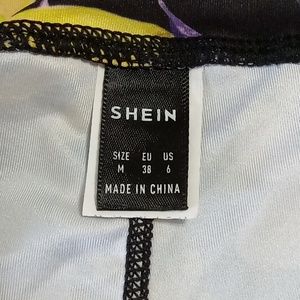 SHEIN
SIZE EU US
M 38 6
MADE IN CHINA